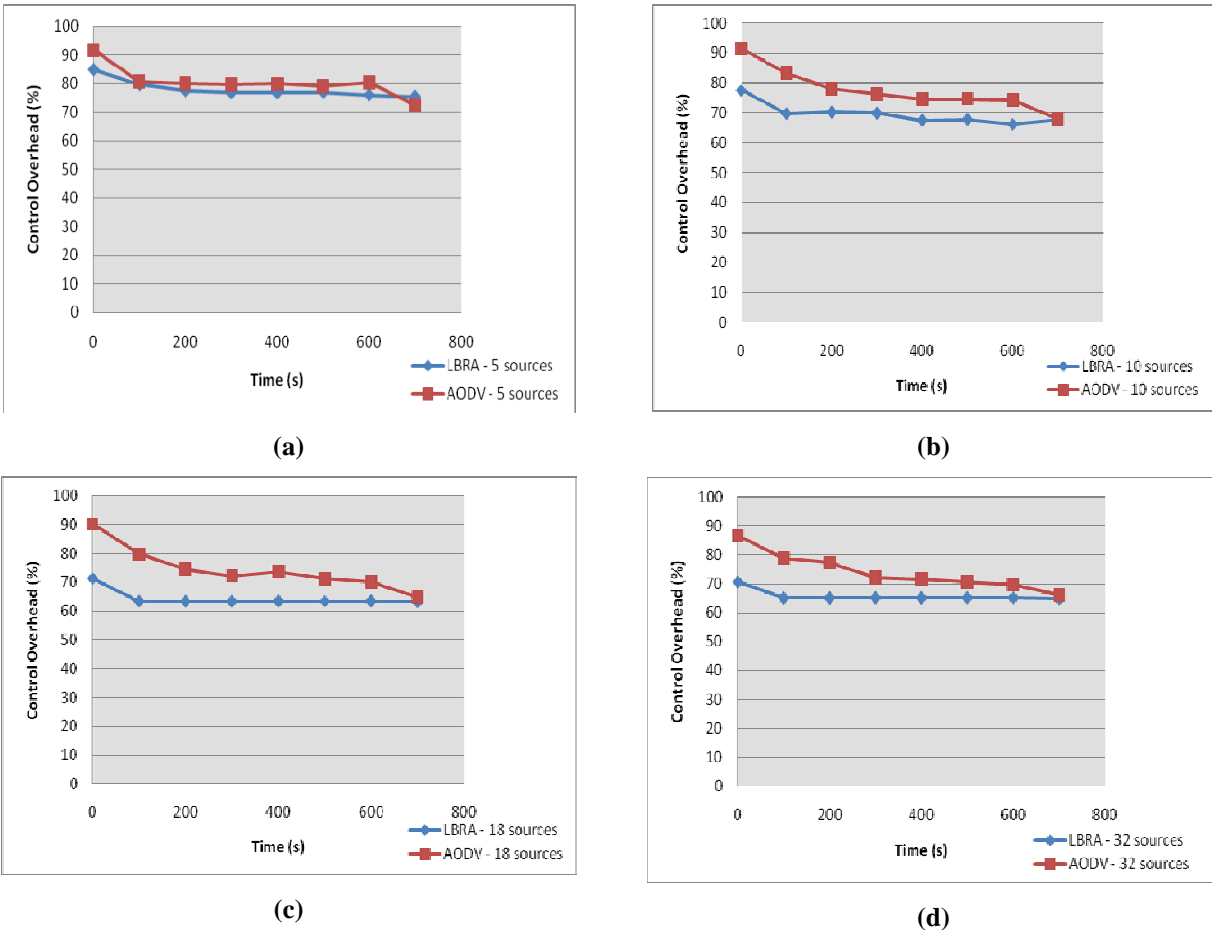 100
90
80
70
60
50
40
30
20
10
0
Control Overhead (%)
0 200 400 600 800
Time (s)
LBRA - 5 sources
AODV - 5 sources
(a)
100
90
80
70
60
50
40
30
20
10
0
Control Overhead (%)
0 200 400 600 800
Time (s)
LBRA - 10 sources
AODV - 10 sources
(b)
100
90
80
70
60
50
40
30
20
10
0
Control Overhead (%)
0 200 400 600 800
Time (s)
LBRA - 18 sources
AODV - 18 sources
(c)
100
90
80
70
60
50
40
30
20
10
0
Control Overhead (%)
0 200 400 600 800
Time (s)
LBRA - 32 sources
AODV - 32 sources
(d)